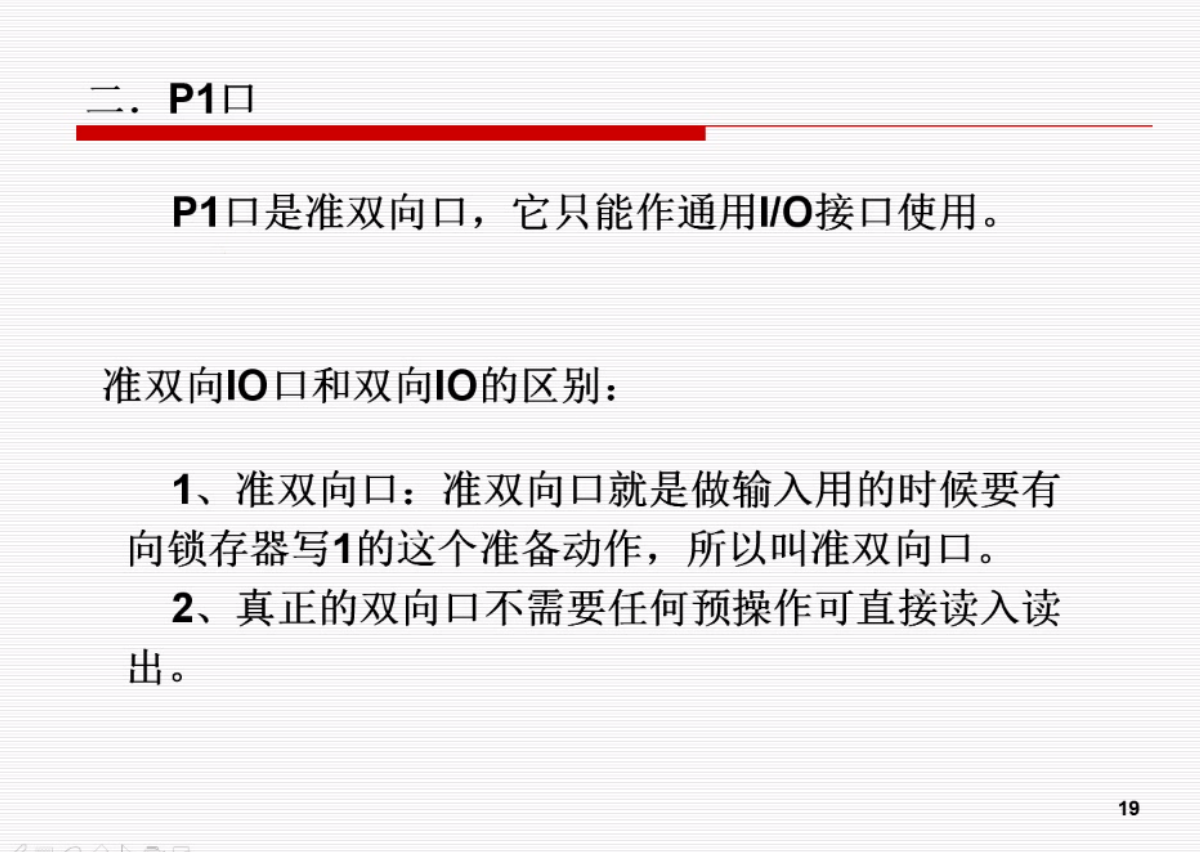 二．P1口
P1口是准双向口，它只能作通用I/O接口使用。
准双向IO口和双向IO的区别：
1、准双向口：准双向口就是做输入用的时候要有
向锁存器写1的这个准备动作，所以叫准双向口。
2、真正的双向口不需要任何预操作可直接读入读
出。
19